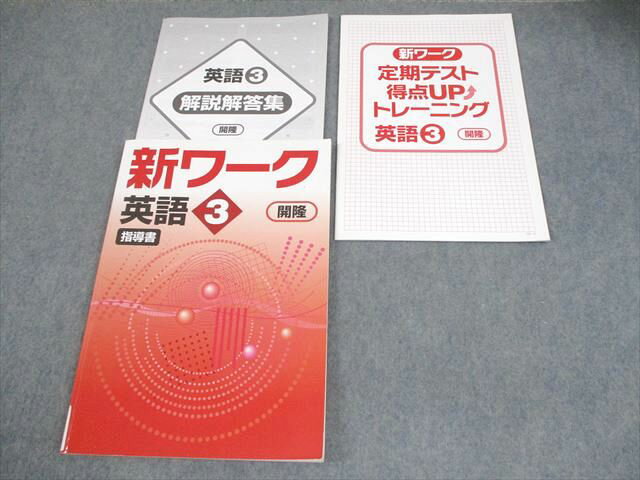 英語3
解説解答集
開隆
新ワーク
定期テスト
得点UP
トレーニング
英語3
開隆
新ワーク
英語3
開隆
指導書